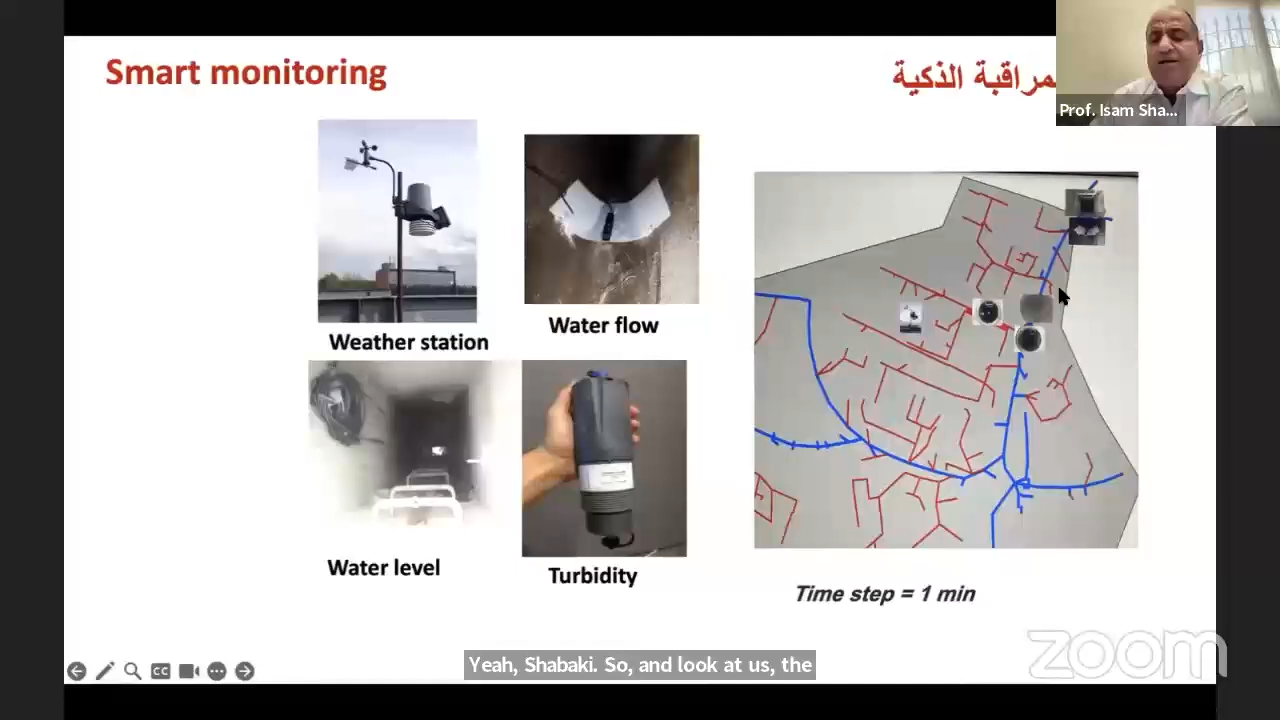 Smart monitoring
مراقبة الذكية
Prof. Isam Sha...
Weather station
Water flow
Water level
Turbidity
Time step = 1 min
Yeah, Shabaki. So, and look at us, the
zoom
CC